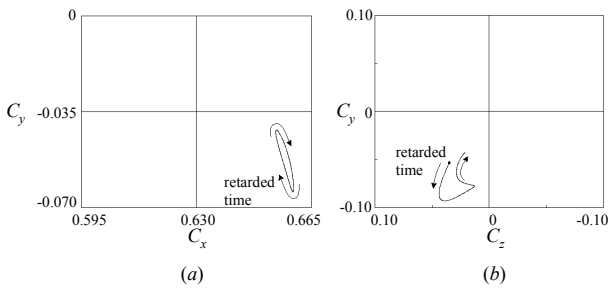 0
C_y
-0.035
-0.070
0.595
0.630
0.665
C_x
retarded
time
(a)
0.10
C_y
0
-0.10
0.10
0
-0.10
C_z
retarded
time
(b)